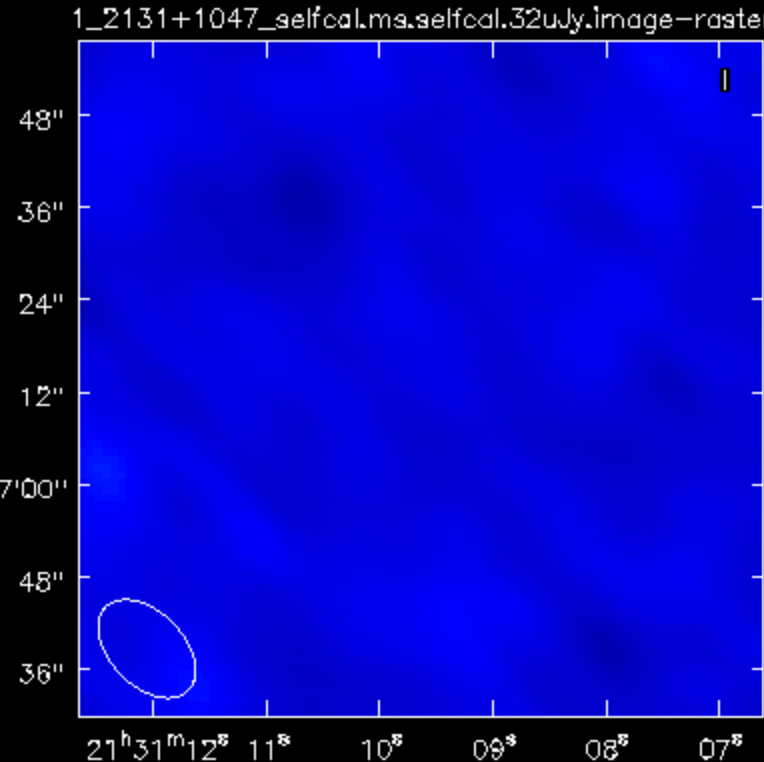 1_2131+1047_selfcal.ms.selfcal.32uJy.image-raster
I
48"
36"
24"
12"
7'00"
48"
36"
21ʰ31ᵐ12ˢ 11ˢ 10ˢ 09ˢ 08ˢ 07ˢ